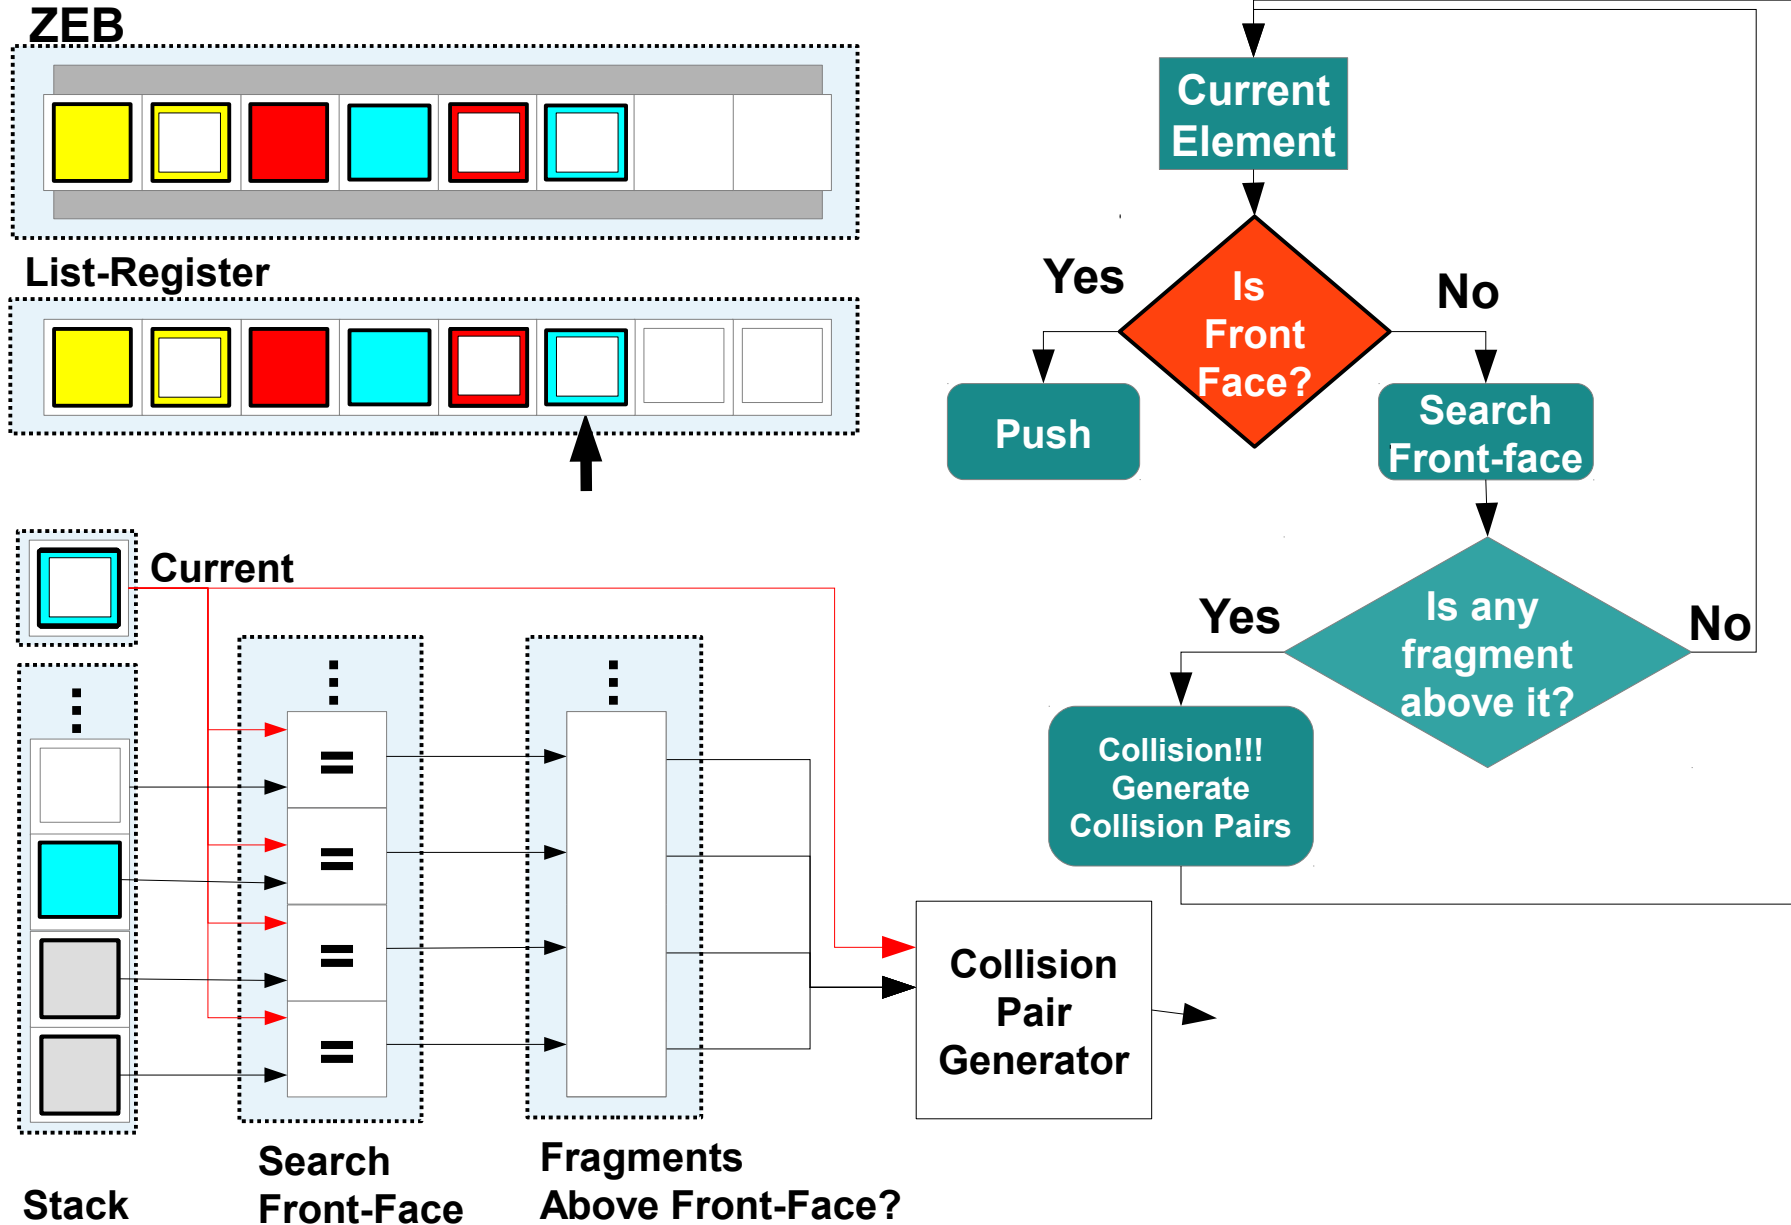 ZEB
List-Register
Current
Stack
Search
Front-Face
Fragments
Above Front-Face?
=
=
=
=
Collision
Pair
Generator
Current
Element
Is
Front
Face?
Yes
No
Push
Search
Front-face
Is any
fragment
above it?
Yes
No
Collision!!!
Generate
Collision Pairs